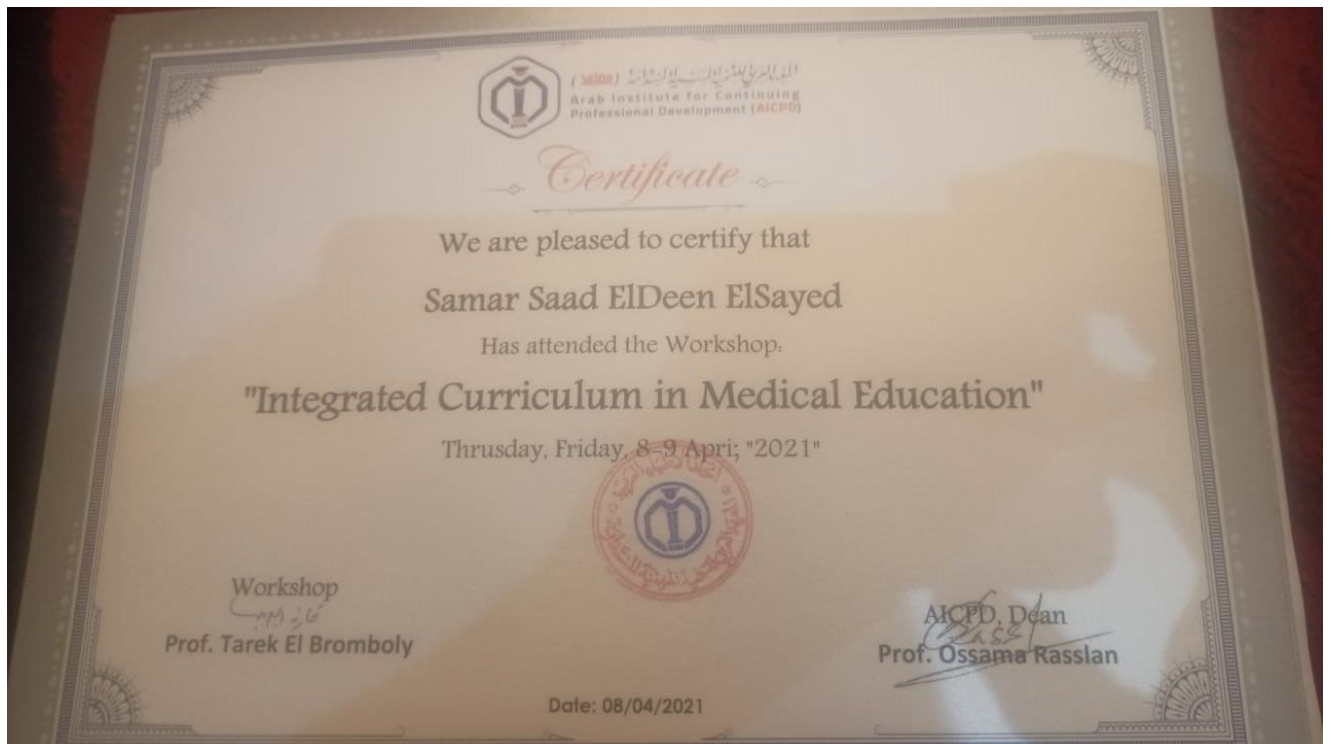 Arab Institute for Continuing
Professional Development (AICPD)
Certificate
We are pleased to certify that
Samar Saad ElDeen ElSayed
Has attended the Workshop:
"Integrated Curriculum in Medical Education"
Thrusday, Friday, 8-9 Apri; "2021"
Workshop
Prof. Tarek El Bromboly
AICPD, Dean
Prof. Ossama Rasslan
Date: 08/04/2021